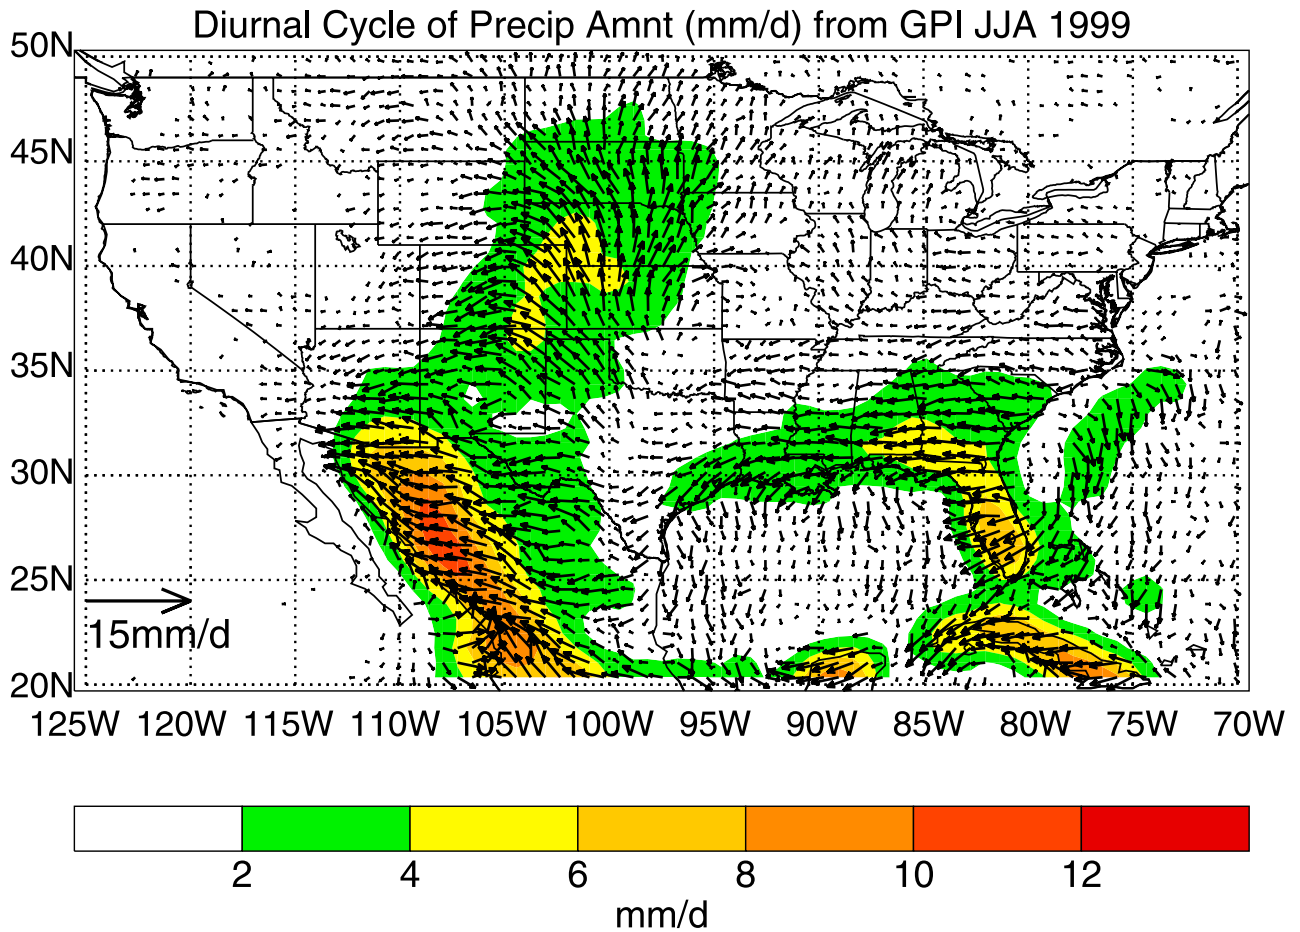 Diurnal Cycle of Precip Amnt (mm/d) from GPI JJA 1999
50N
45N
40N
35N
30N
25N
15mm/d
20N
125W 120W 115W 110W 105W 100W 95W 90W 85W 80W 75W 70W
2 4 6 8 10 12
mm/d